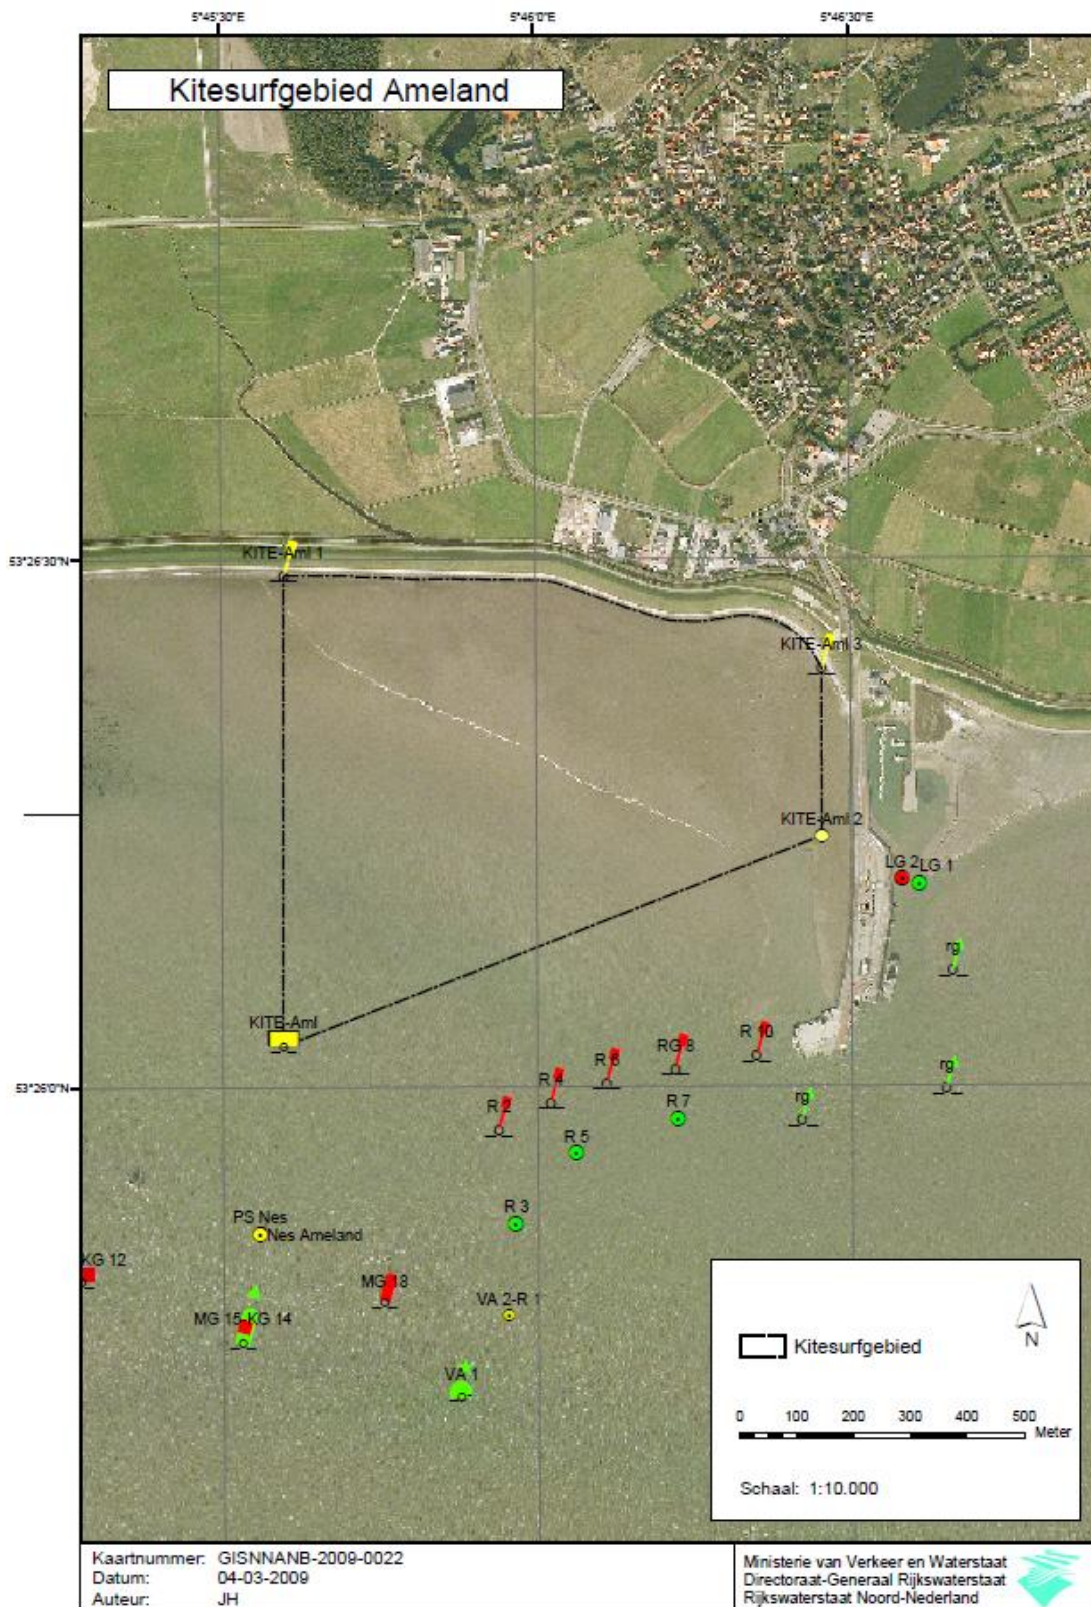 5°45'30"E
5°46'0"E
5°46'30"E
Kitesurfgebied Ameland
53°26'30"N
KITE-Aml 1
KITE-Aml 3
KITE-Aml 2
LG 2
LG 1
rg
KITE-Aml
R 10
RG 8
R 6
53°26'0"N
R 4
rg
R 2
R 7
rg
R 5
R 3
PS Nes
Nes Ameland
KG 12
MG 18
VA 2-R 1
MG 15-KG 14
VA 1
N
Kitesurfgebied
0 100 200 300 400 500
Meter
Schaal: 1:10.000
Kaartnummer: GISNNANB-2009-0022
Datum: 04-03-2009
Auteur: JH
Ministerie van Verkeer en Waterstaat
Directoraat-Generaal Rijkswaterstaat
Rijkswaterstaat Noord-Nederland